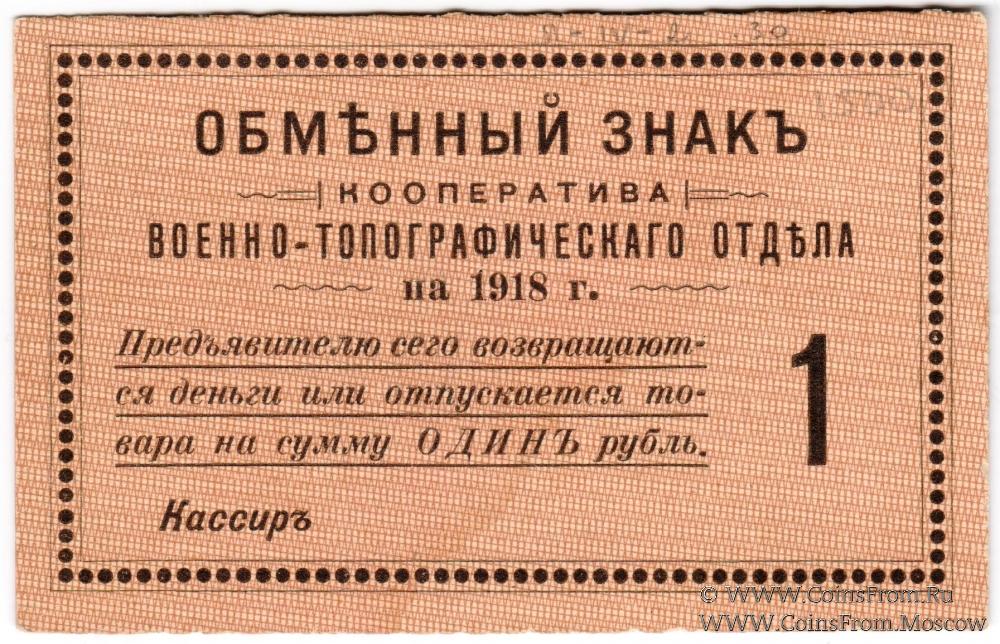 ОБМѢННЫЙ ЗНАКЪ
КООПЕРАТИВА
ВОЕННО-ТОПОГРАФИЧЕСКАГО ОТДѢЛА
на 1918 г.
Предъявителю сего возвращают-
ся деньги или отпускается то-
вара на сумму ОДИНЪ рубль.
1
Кассиръ
© WWW.CoinsFrom.Ru
WWW.CoinsFrom.Moscow